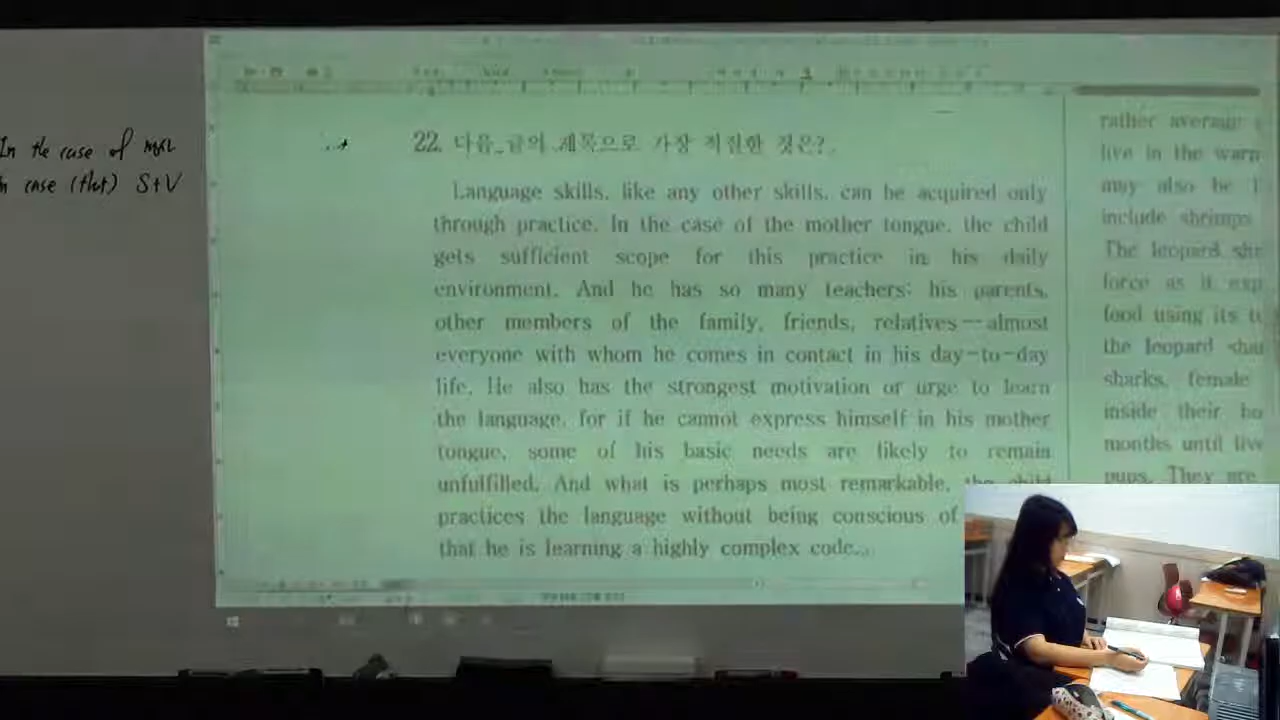 In the case of 명사
In case (that) S+V
22. 다음 글의 제목으로 가장 적절한 것은?
Language skills, like any other skills, can be acquired only
through practice. In the case of the mother tongue, the child
gets sufficient scope for this practice in his daily
environment. And he has so many teachers: his parents,
other members of the family, friends, relatives--almost
everyone with whom he comes in contact in his day-to-day
life. He also has the strongest motivation or urge to learn
the language, for if he cannot express himself in his mother
tongue, some of his basic needs are likely to remain
unfulfilled. And what is perhaps most remarkable, the child
practices the language without being conscious of
that he is learning a highly complex code.
rather average
live in the warm
may also be
include shrimps
The leopard
force as it
food using its
the leopard
sharks, female
inside their
months until
pups. They are